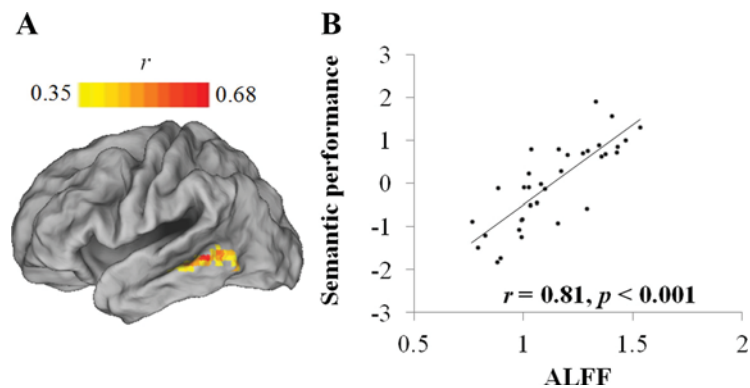 A
r
0.35 0.68
B
Semantic performance
3
2
1
0
-1
-2
-3
r = 0.81, p < 0.001
0.5 1 1.5 2
ALFF